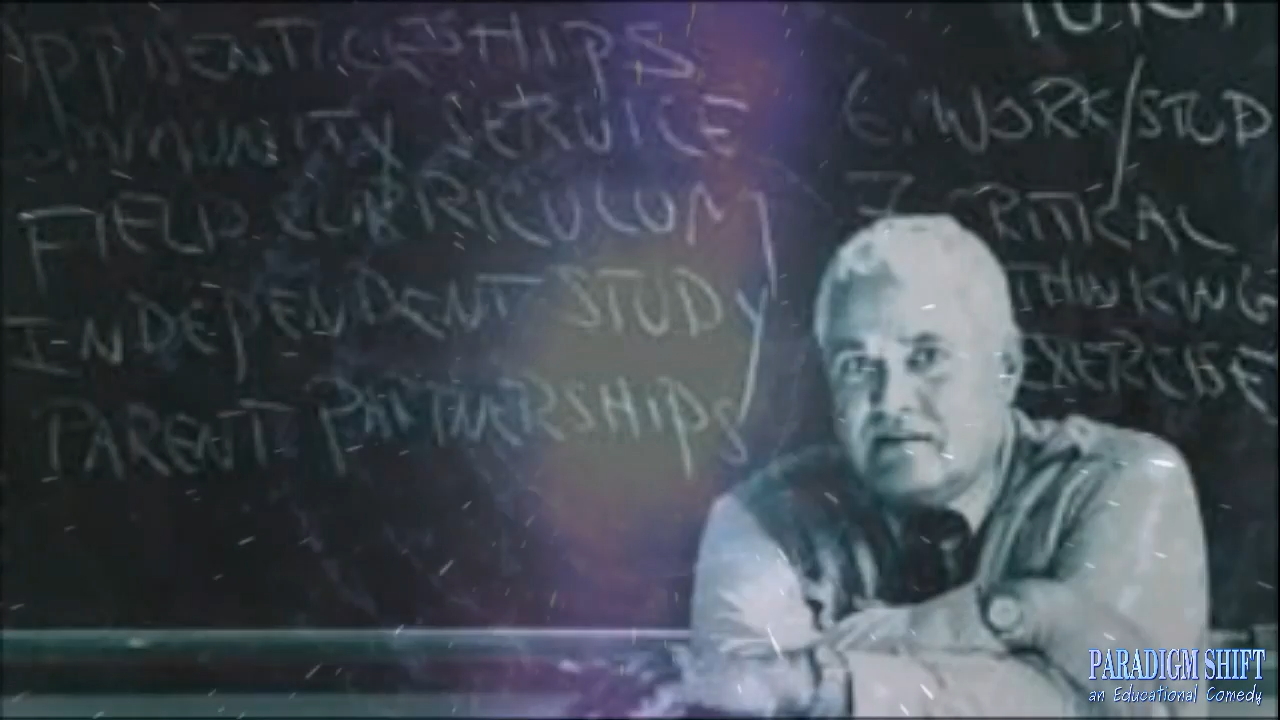 APPRENTICESHIPS
COMMUNITY SERVICE
FIELD CURRICULUM
INDEPENDENT STUDY
PARENT PARTNERSHIPS
6. WORK/STUD
7. CRITICAL
THINKING
EXERCISE
PARADIGM SHIFT
an Educational Comedy